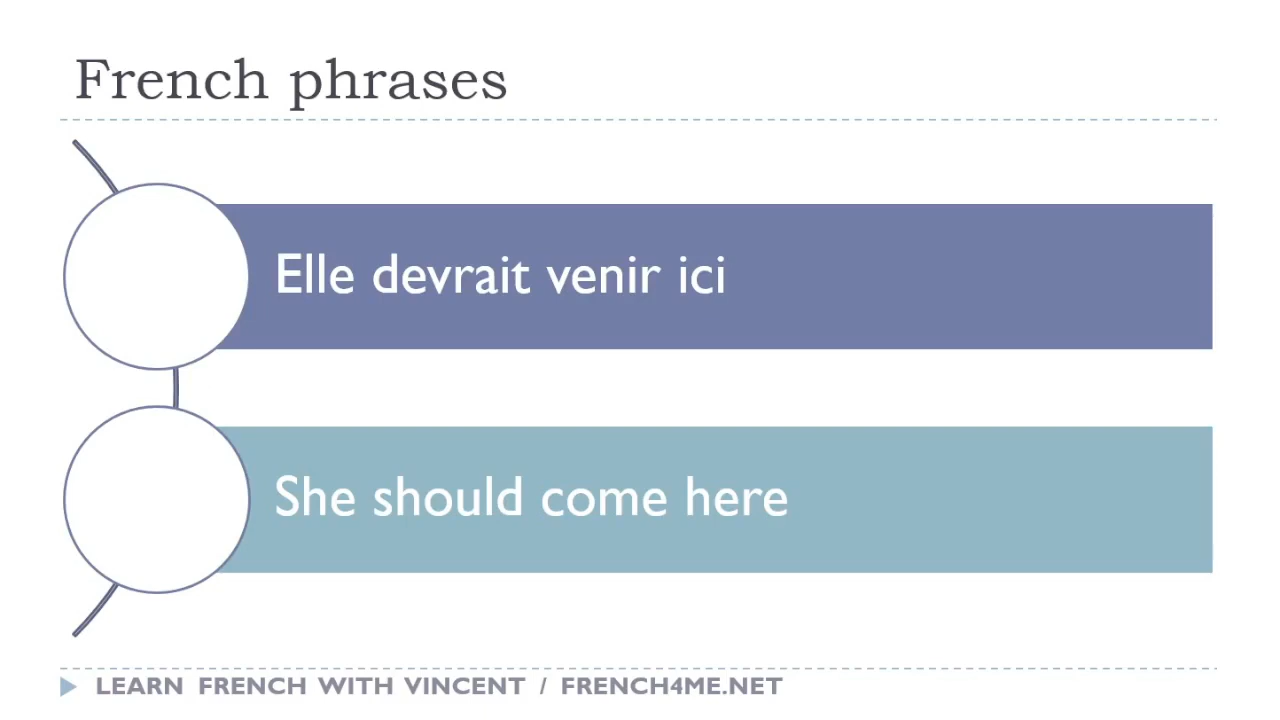 French phrases
Elle devrait venir ici
She should come here
LEARN FRENCH WITH VINCENT / FRENCH4ME.NET